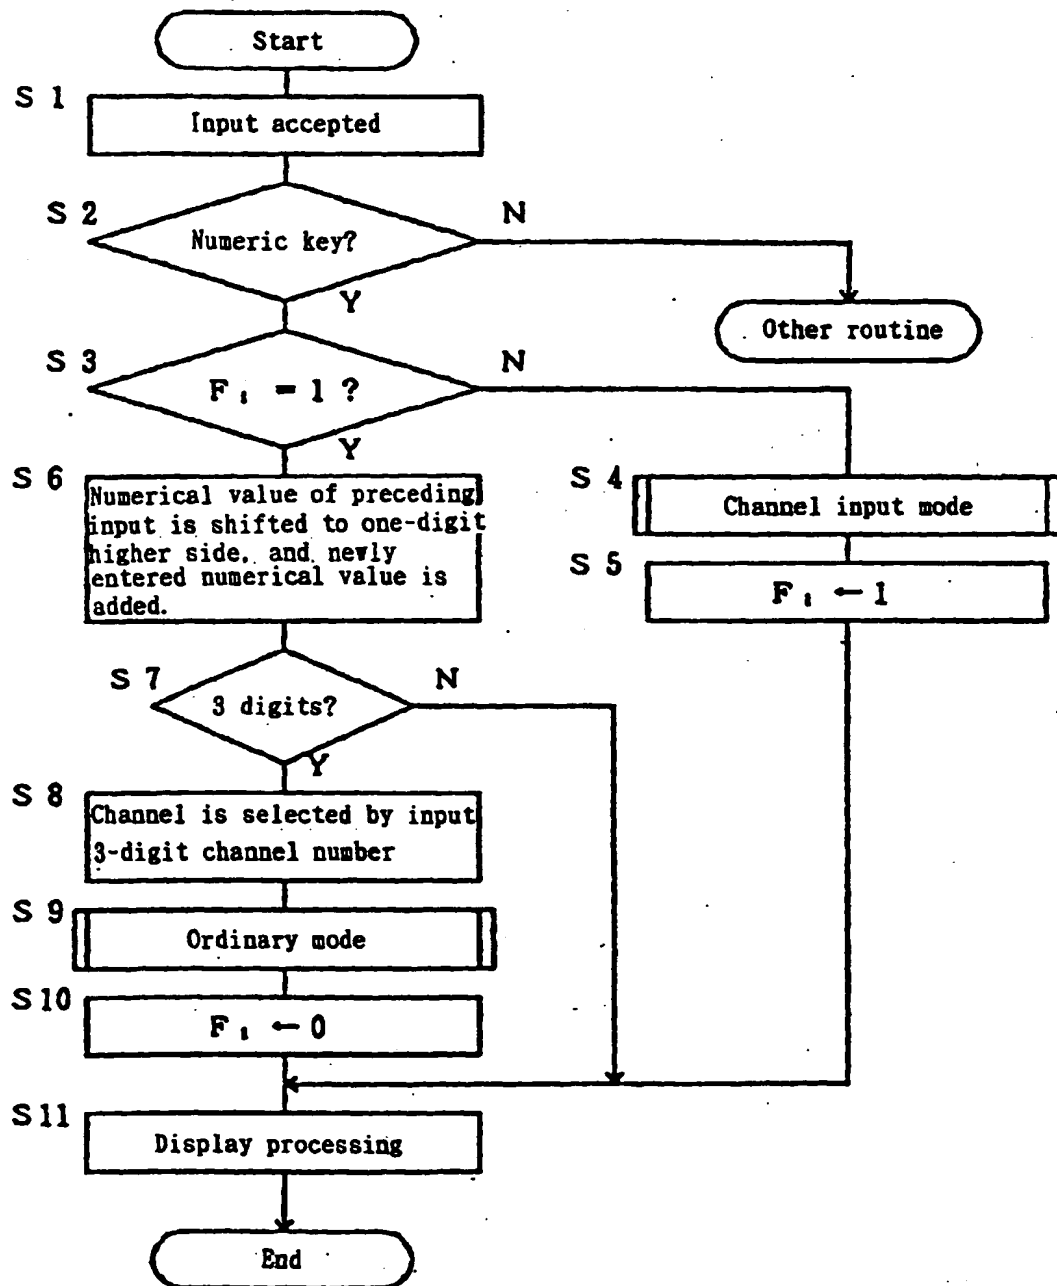 Start
S 1
Input accepted
S 2
Numeric key?
N
Y
Other routine
S 3
F₁ = 1 ?
N
Y
S 6
Numerical value of preceding
input is shifted to one-digit
higher side, and newly
entered numerical value is
added.
S 4
Channel input mode
S 5
F₁ ← 1
S 7
3 digits?
N
Y
S 8
Channel is selected by input
3-digit channel number
S 9
Ordinary mode
S 10
F₁ ← 0
S 11
Display processing
End